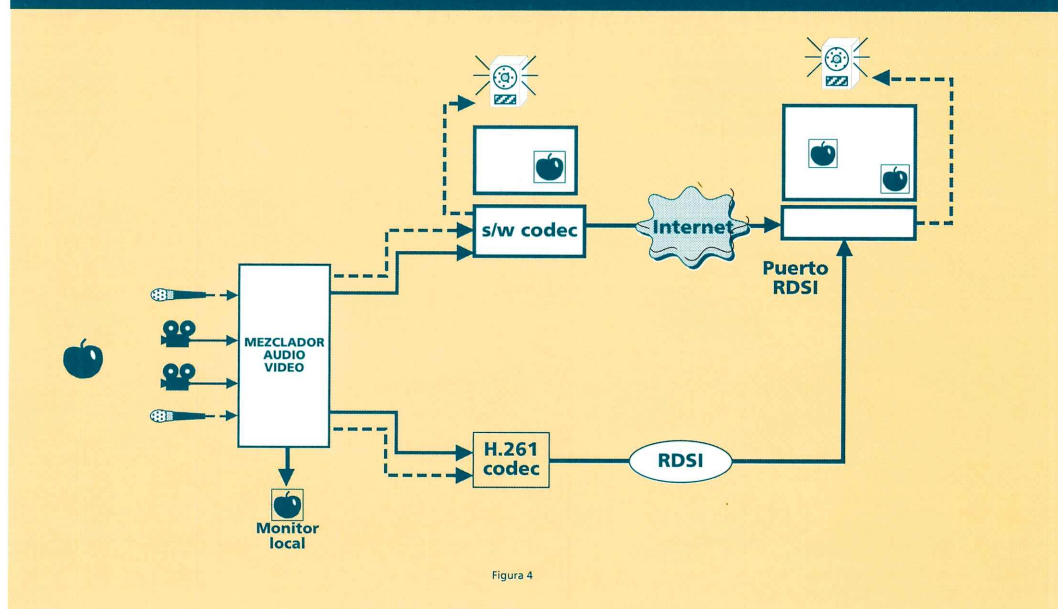 s/w codec
Internet
Puerto
RDSI
MEZCLADOR
AUDIO
VIDEO
H.261
codec
RDSI
Monitor
local
Figura 4